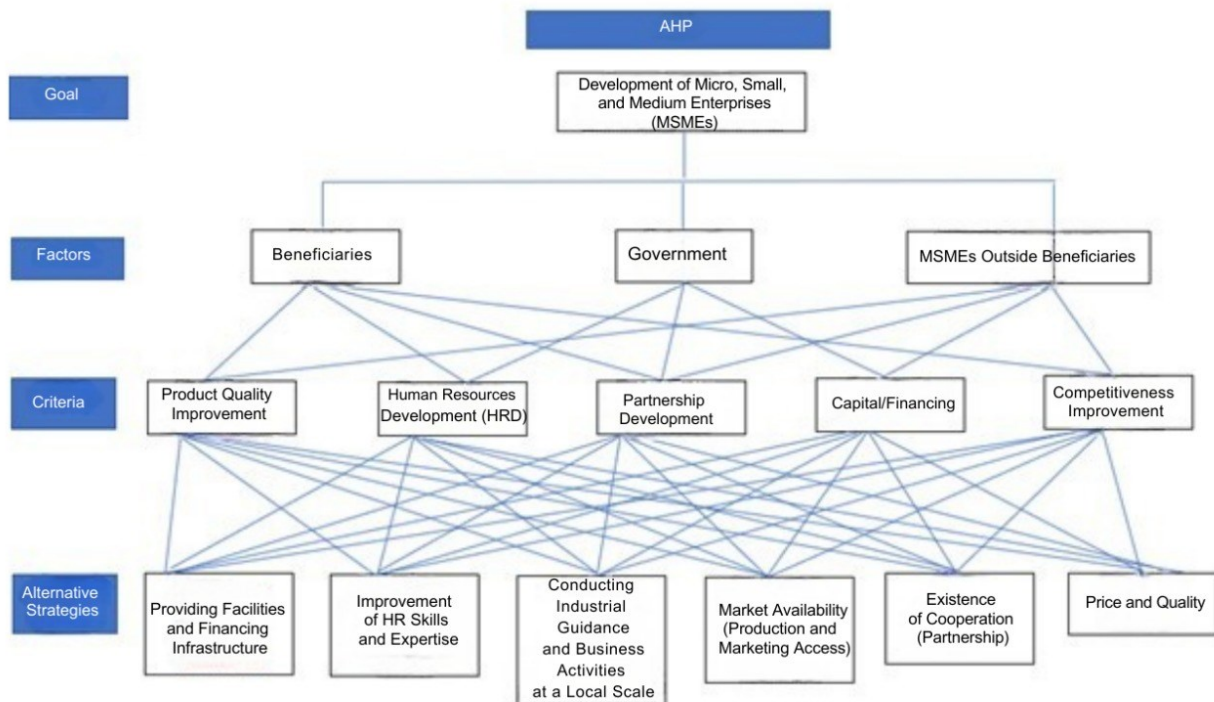 AHP
Goal
Development of Micro, Small,
and Medium Enterprises
(MSMEs)
Factors
Beneficiaries
Government
MSMEs Outside Beneficiaries
Criteria
Product Quality
Improvement
Human Resources
Development (HRD)
Partnership
Development
Capital/Financing
Competitiveness
Improvement
Alternative
Strategies
Providing Facilities
and Financing
Infrastructure
Improvement
of HR Skills
and Expertise
Conducting
Industrial
Guidance
and Business
Activities
at a Local Scale
Market Availability
(Production and
Marketing Access)
Existence
of Cooperation
(Partnership)
Price and Quality